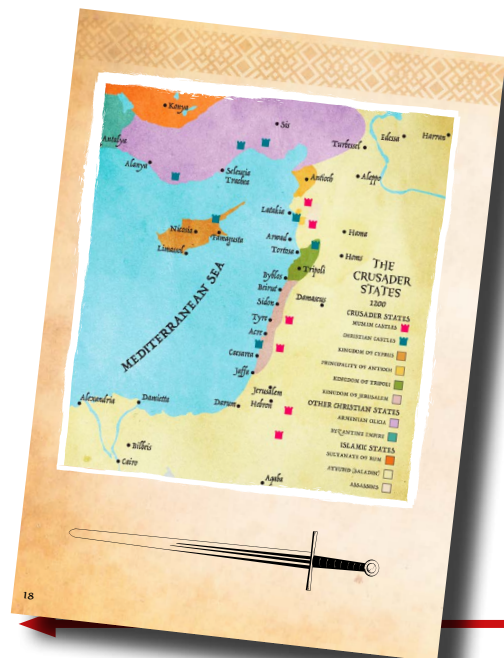 Konya
Sis
Antalya
Turbessel
Edessa
Harran
Alanya
Seleucia
Trachea
Antioch
Aleppo
Latakia
Nicosia
Famagusta
Limassol
Arwad
Tortosa
Hama
Homs
Tripoli
THE
CRUSADER
STATES
1200
Byblos
Beirut
Sidon
Damascus
MEDITERRANEAN SEA
Tyre
Acre
Caesarea
Jaffa
Jerusalem
Hebron
Darum
Alexandria
Damietta
Bilbeis
Cairo
Aqaba
CRUSADER STATES
MUSLIM CASTLES
CHRISTIAN CASTLES
KINGDOM OF CYPRUS
PRINCIPALITY OF ANTIOCH
KINGDOM OF TRIPOLI
KINGDOM OF JERUSALEM
OTHER CHRISTIAN STATES
ARMENIAN CILICIA
BYZANTINE EMPIRE
ISLAMIC STATES
SULTANATE OF RUM
AYYUBID (SALADIN)
ASSASSINS
18